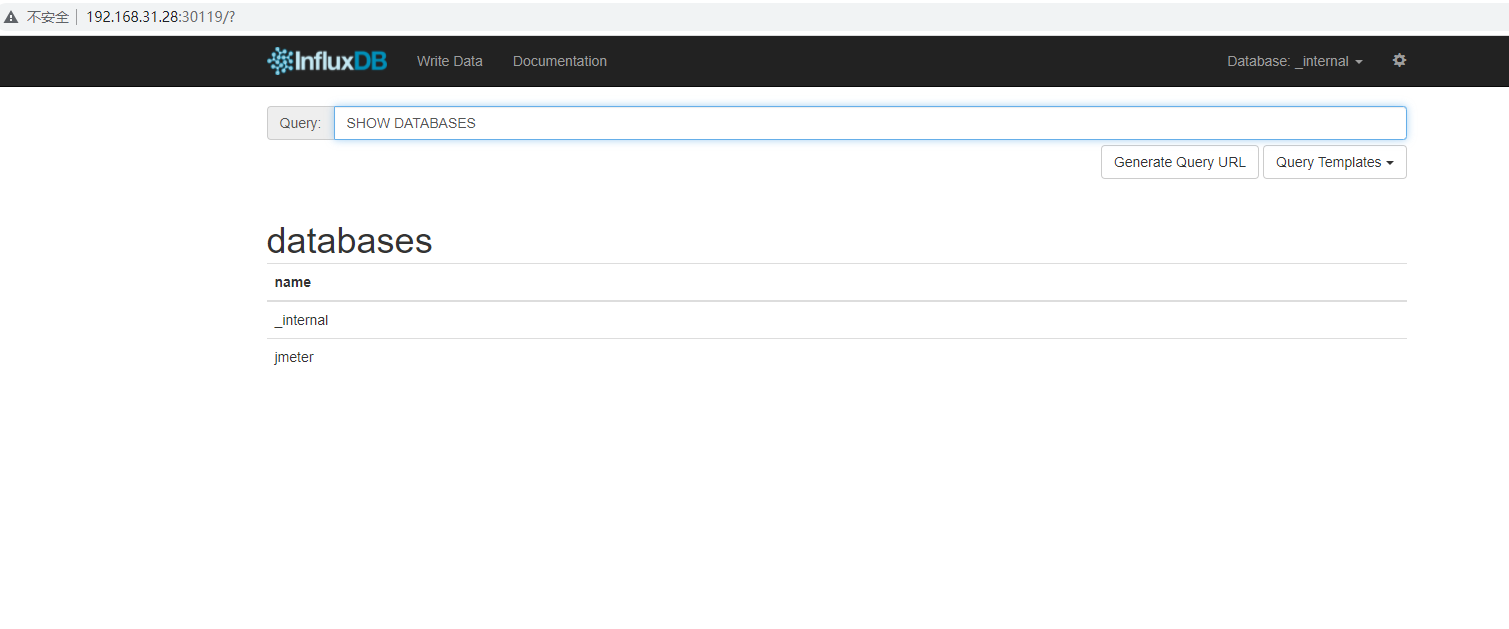 不安全 192.168.31.28:30119/?
InfluxDB Write Data Documentation Database: _internal
Query: SHOW DATABASES
Generate Query URL Query Templates
databases
name
_internal
jmeter